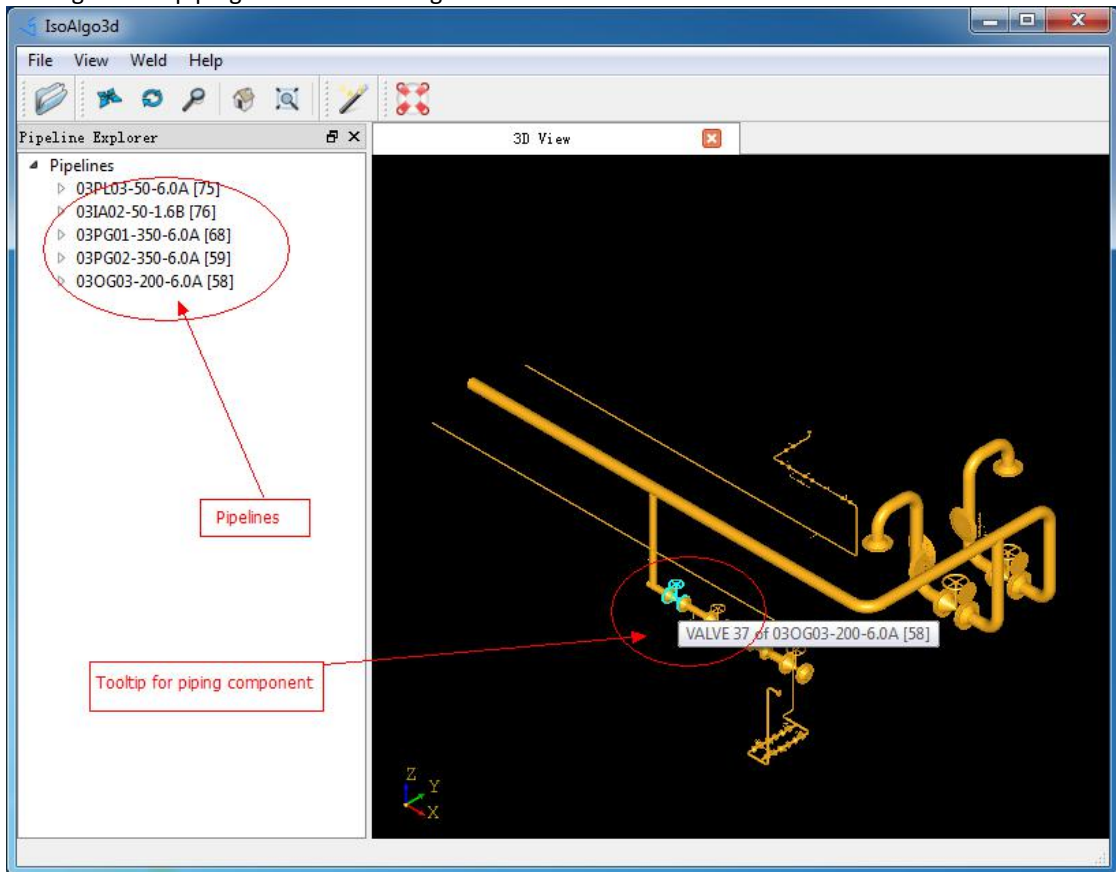 IsoAlgo3d
File View Weld Help
Pipeline Explorer
3D View
Pipelines
03PL03-50-6.0A [75]
03IA02-50-1.6B [76]
03PG01-350-6.0A [68]
03PG02-350-6.0A [59]
03OG03-200-6.0A [58]
Pipelines
VALVE 37 of 03OG03-200-6.0A [58]
Tooltip for piping component
Z
Y
X